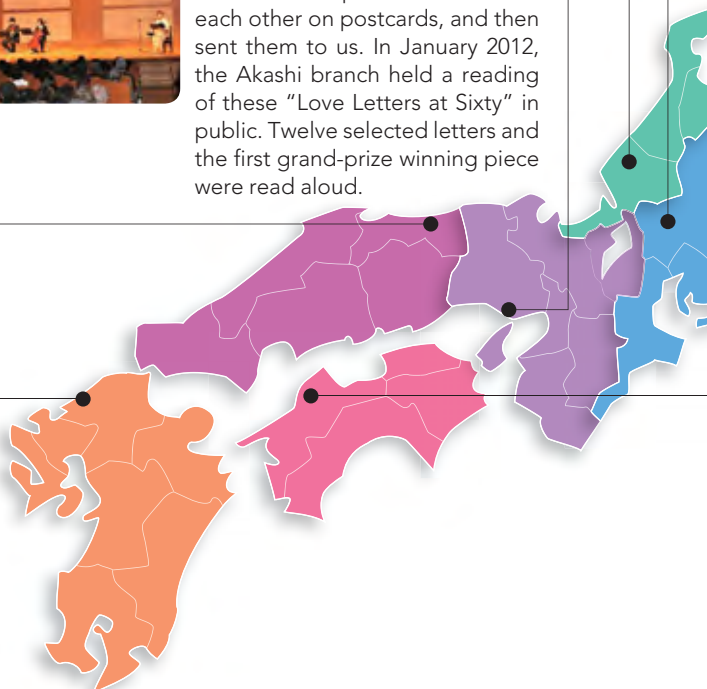 each other on postcards, and then
sent them to us. In January 2012,
the Akashi branch held a reading
of these “Love Letters at Sixty” in
public. Twelve selected letters and
the first grand-prize winning piece
were read aloud.